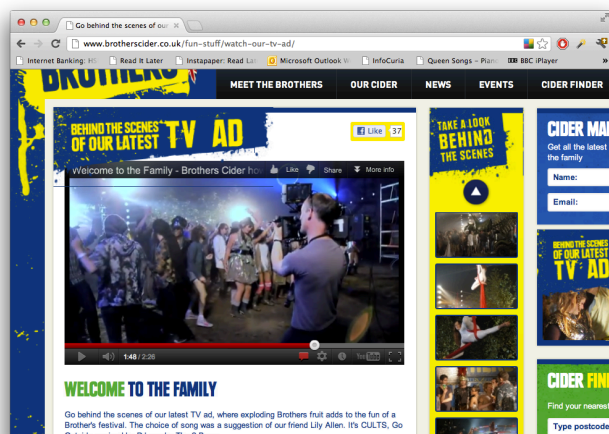 Go behind the scenes of our
www.brotherscider.co.uk/fun-stuff/watch-our-tv-ad/
Internet Banking: HS
Read It Later
Instapaper: Read Lat
Microsoft Outlook W
InfoCuria
Queen Songs - Piano
BBC iPlayer
»
BROTHERS
MEET THE BROTHERS
OUR CIDER
NEWS
EVENTS
CIDER FINDER
BEHIND THE SCENES
OF OUR LATEST TV AD
Like 37
Welcome to the Family - Brothers Cider how
Like
Share
More info
1:48 / 2:26
YouTube
WELCOME TO THE FAMILY
Go behind the scenes of our latest TV ad, where exploding Brothers fruit adds to the fun of a
Brother's festival. The choice of song was a suggestion of our friend Lily Allen. It's CULTS, Go
TAKE A LOOK
BEHIND
THE SCENES
CIDER MAI
Get all the latest
the family
Name:
Email:
BEHIND THE SCENES
OF OUR LATEST
TV AD
CIDER FIN
Find your nearest
Type postcode